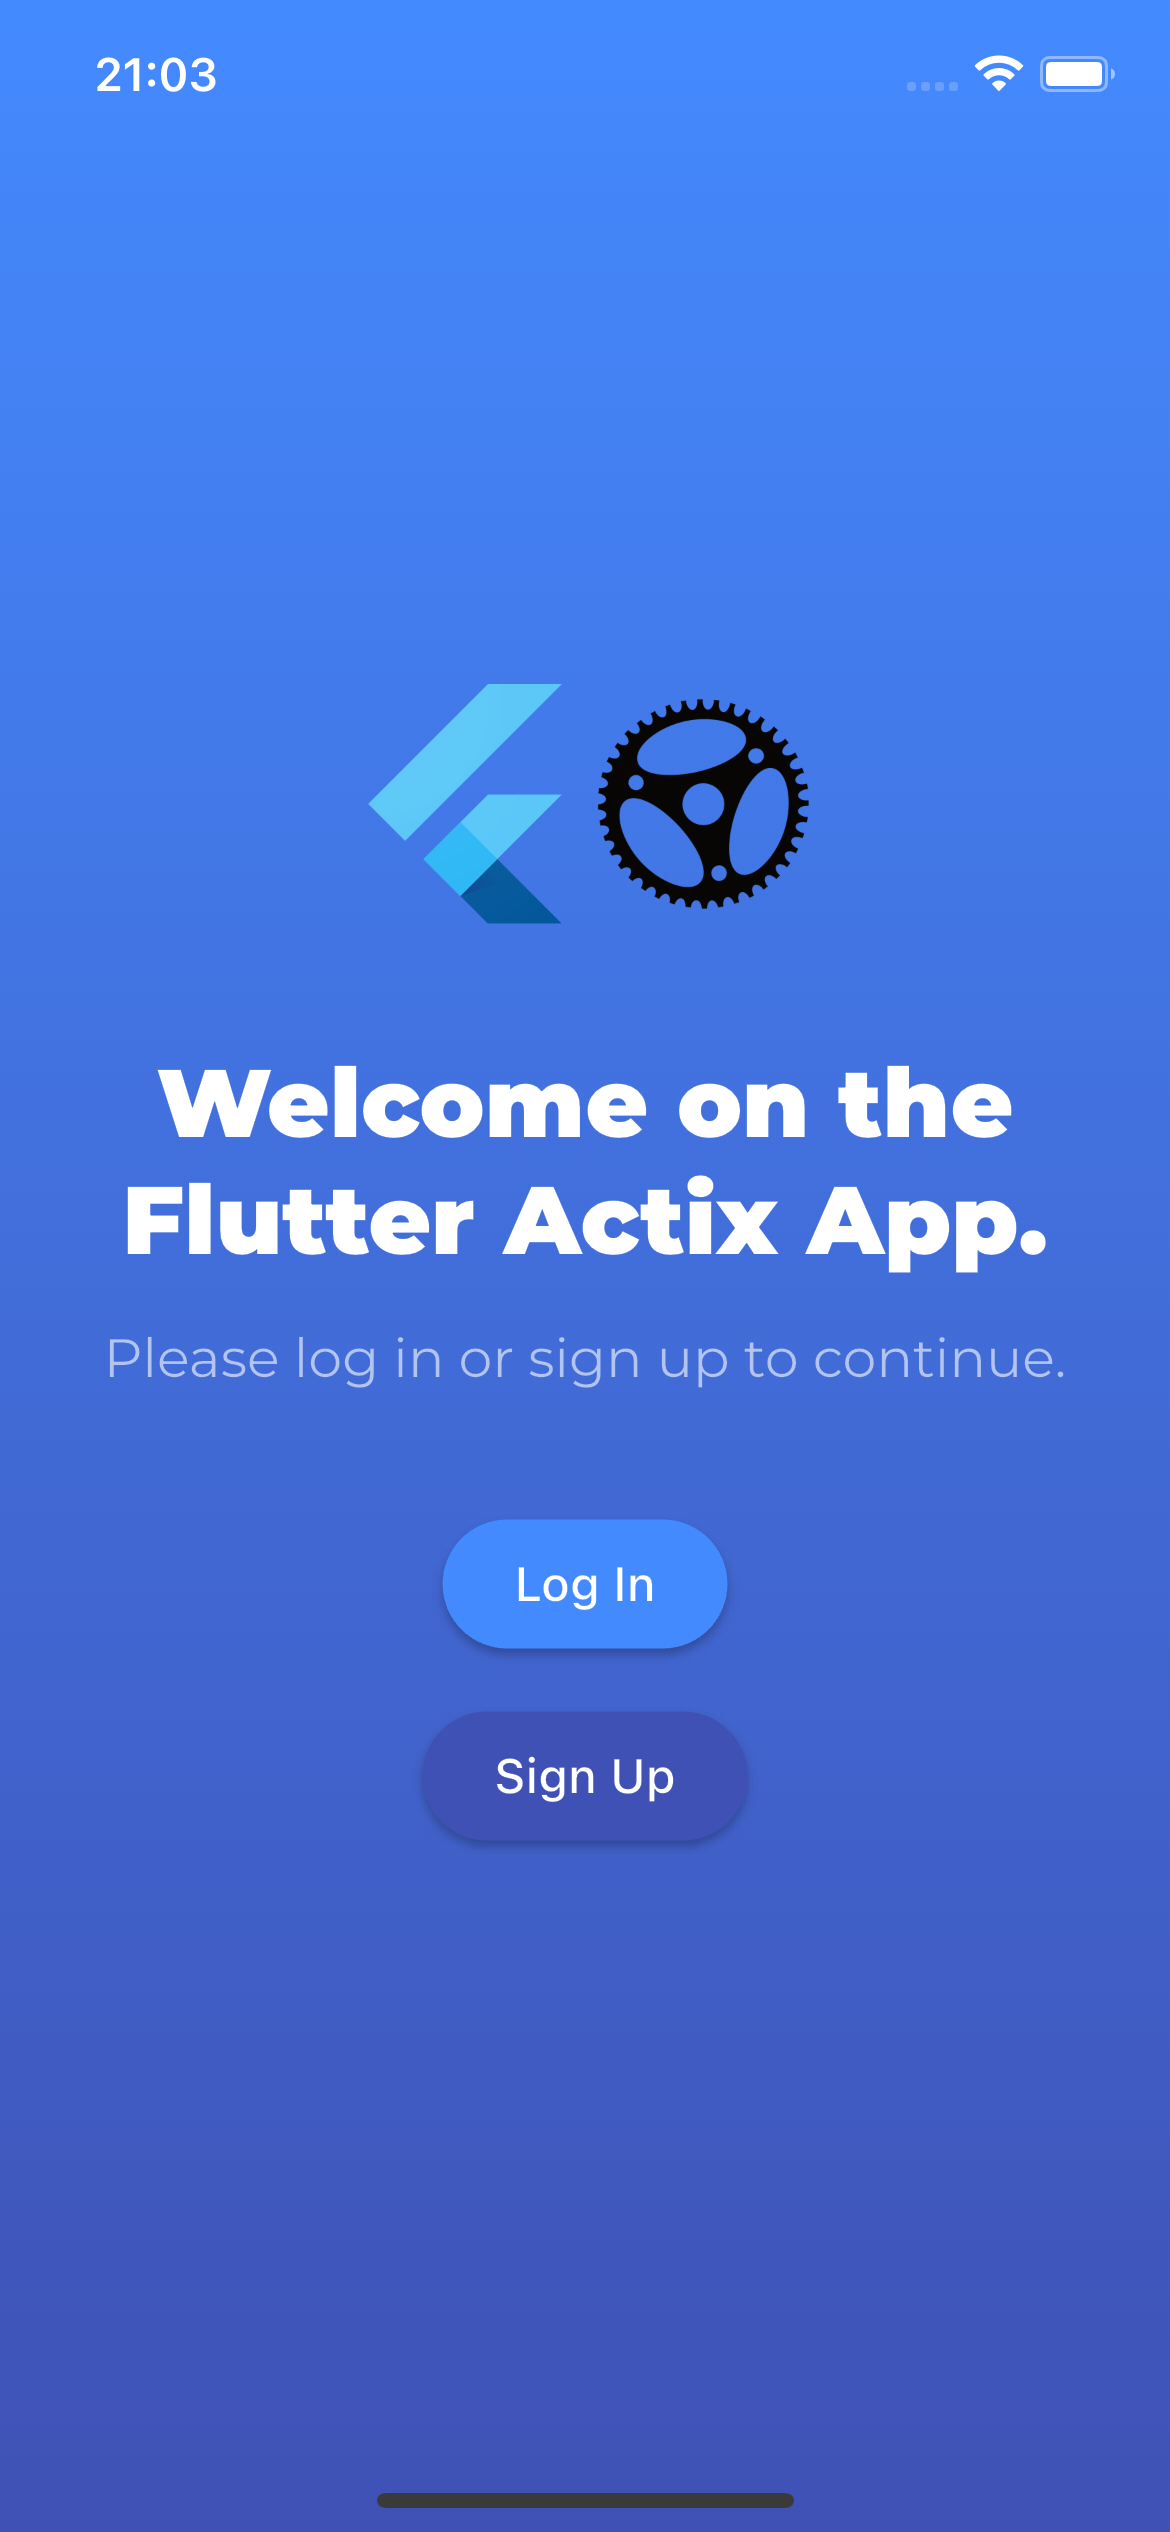 21:03
Welcome on the
Flutter Actix App.
Please log in or sign up to continue.
Log In
Sign Up